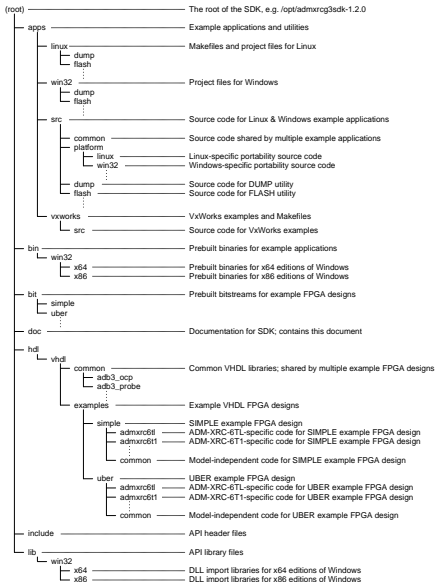 (root) The root of the SDK, e.g. /opt/admxrcg3sdk-1.2.0
apps Example applications and utilities
linux Makefiles and project files for Linux
dump
flash
win32 Project files for Windows
dump
flash
src Source code for Linux & Windows example applications
common Source code shared by multiple example applications
platform
linux Linux-specific portability source code
win32 Windows-specific portability source code
dump Source code for DUMP utility
flash Source code for FLASH utility
vxworks VxWorks examples and Makefiles
src Source code for VxWorks examples
bin Prebuilt binaries for example applications
win32
x64 Prebuilt binaries for x64 editions of Windows
x86 Prebuilt binaries for x86 editions of Windows
bit Prebuilt bitstreams for example FPGA designs
simple
uber
doc Documentation for SDK; contains this document
hdl
vhdl
common Common VHDL libraries; shared by multiple example FPGA designs
adb3_ocp
adb3_probe
examples Example VHDL FPGA designs
simple SIMPLE example FPGA design
admxrc6tl ADM-XRC-6TL-specific code for SIMPLE example FPGA design
admxrc6t1 ADM-XRC-6T1-specific code for SIMPLE example FPGA design
common Model-independent code for SIMPLE example FPGA design
uber UBER example FPGA design
admxrc6tl ADM-XRC-6TL-specific code for UBER example FPGA design
admxrc6t1 ADM-XRC-6T1-specific code for UBER example FPGA design
common Model-independent code for UBER example FPGA design
include API header files
lib API library files
win32
x64 DLL import libraries for x64 editions of Windows
x86 DLL import libraries for x86 editions of Windows